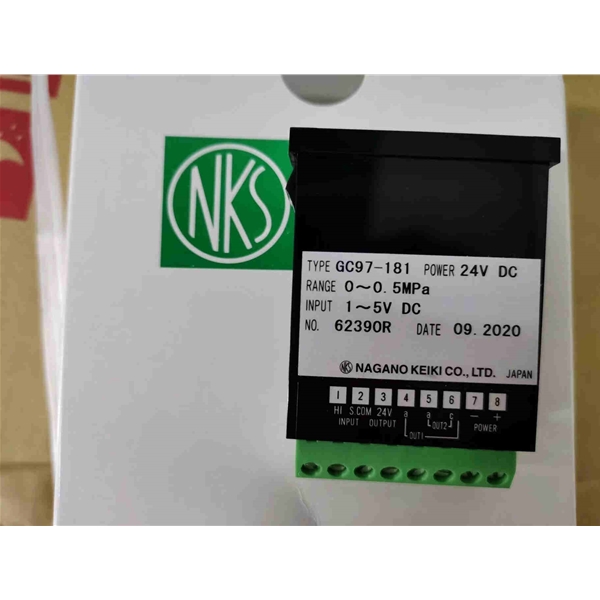 NKS
TYPE GC97-181 POWER 24V DC
RANGE 0~0.5MPa
INPUT 1~5V DC
NO. 62390R DATE 09.2020
NKS NAGANO KEIKI CO., LTD. JAPAN
1 2 3 4 5 6 7 8
HI S COM 24V a a c - +
INPUT OUTPUT OUT1 OUT2 POWER